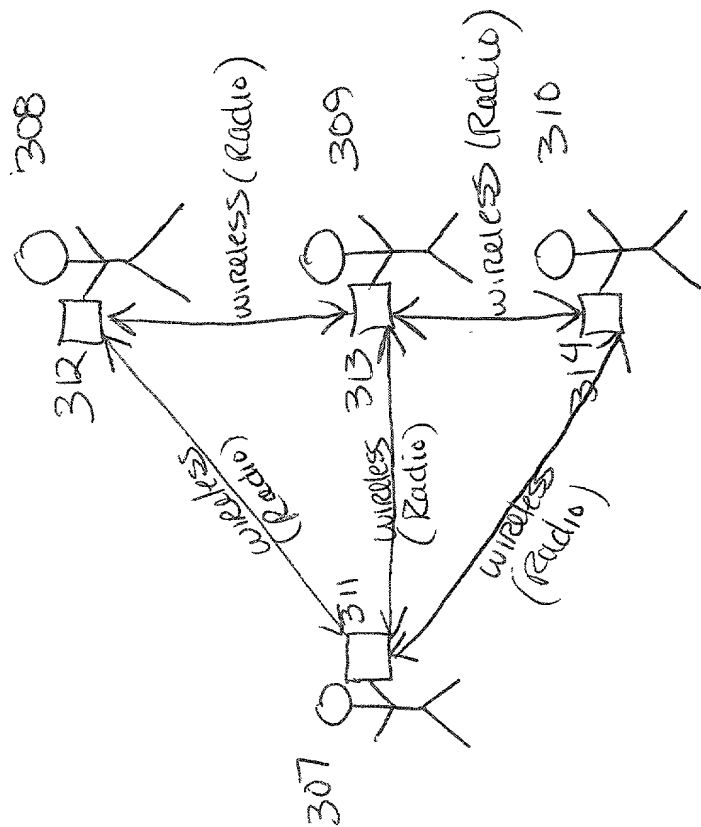 308
wireless (Radio)
309
wireless (Radio)
310
312
313
314
wireless
(Radio)
wireless
(Radio)
wireless
(Radio)
311
307